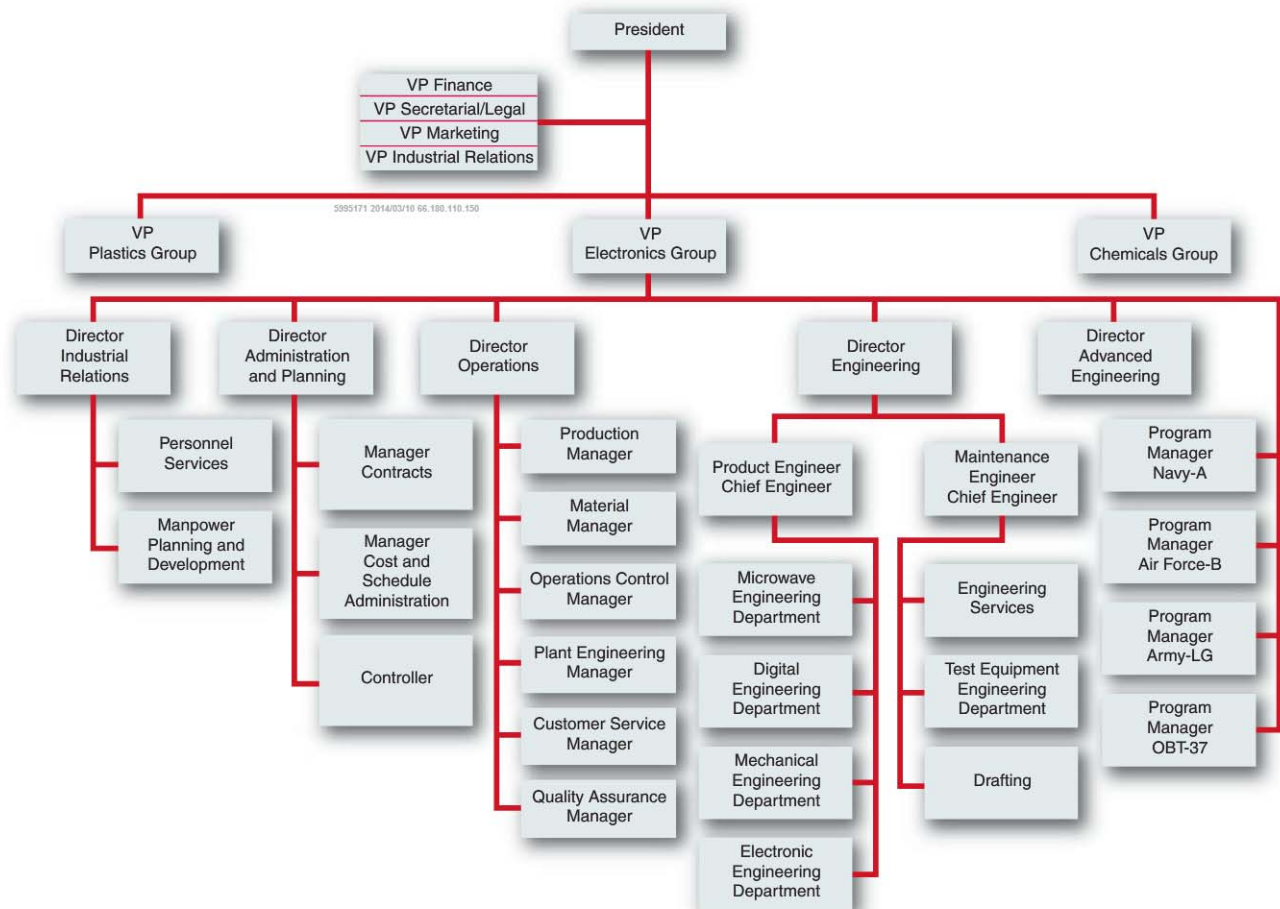 President
VP Finance
VP Secretarial/Legal
VP Marketing
VP Industrial Relations
5995171 2014/03/10 66.180.110.150
VP
Plastics Group
VP
Electronics Group
VP
Chemicals Group
Director
Industrial
Relations
Director
Administration
and Planning
Director
Operations
Director
Engineering
Director
Advanced
Engineering
Personnel
Services
Manpower
Planning and
Development
Manager
Contracts
Manager
Cost and
Schedule
Administration
Controller
Production
Manager
Material
Manager
Operations Control
Manager
Plant Engineering
Manager
Customer Service
Manager
Quality Assurance
Manager
Product Engineer
Chief Engineer
Microwave
Engineering
Department
Digital
Engineering
Department
Mechanical
Engineering
Department
Electronic
Engineering
Department
Maintenance
Engineer
Chief Engineer
Engineering
Services
Test Equipment
Engineering
Department
Drafting
Program
Manager
Navy-A
Program
Manager
Air Force-B
Program
Manager
Army-LG
Program
Manager
OBT-37